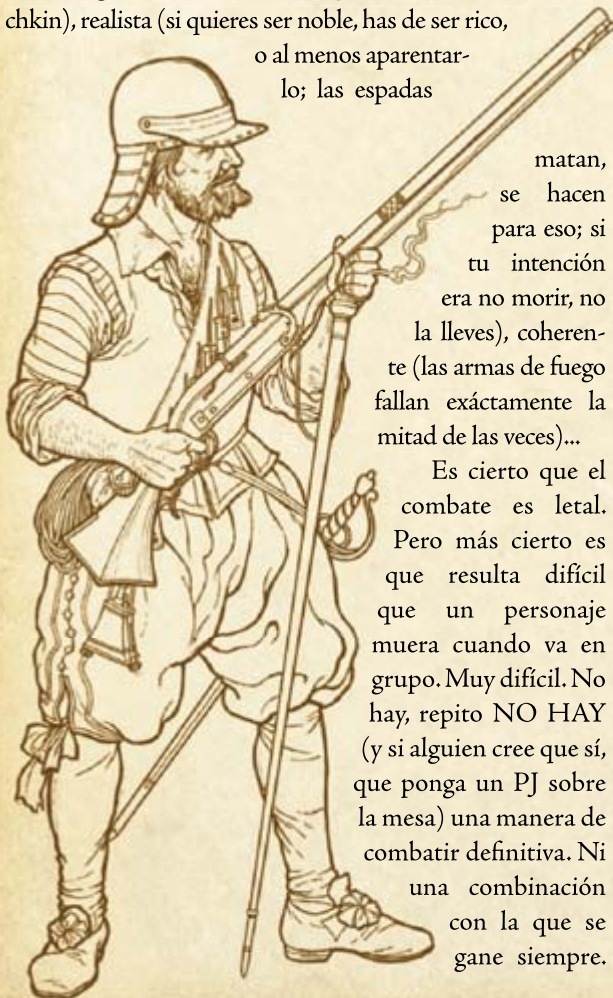 chkin), realista (si quieres ser noble, has de ser rico,
o al menos aparentar-
lo; las espadas
matan,
se hacen
para eso; si
tu intención
era no morir, no
la lleves), coheren-
te (las armas de fuego
fallan exáctamente la
mitad de las veces)...
Es cierto que el
combate es letal.
Pero más cierto es
que resulta difícil
que un personaje
muera cuando va en
grupo. Muy difícil. No
hay, repito NO HAY
(y si alguien cree que sí,
que ponga un PJ sobre
la mesa) una manera de
combatir definitiva. Ni
una combinación
con la que se
gane siempre.